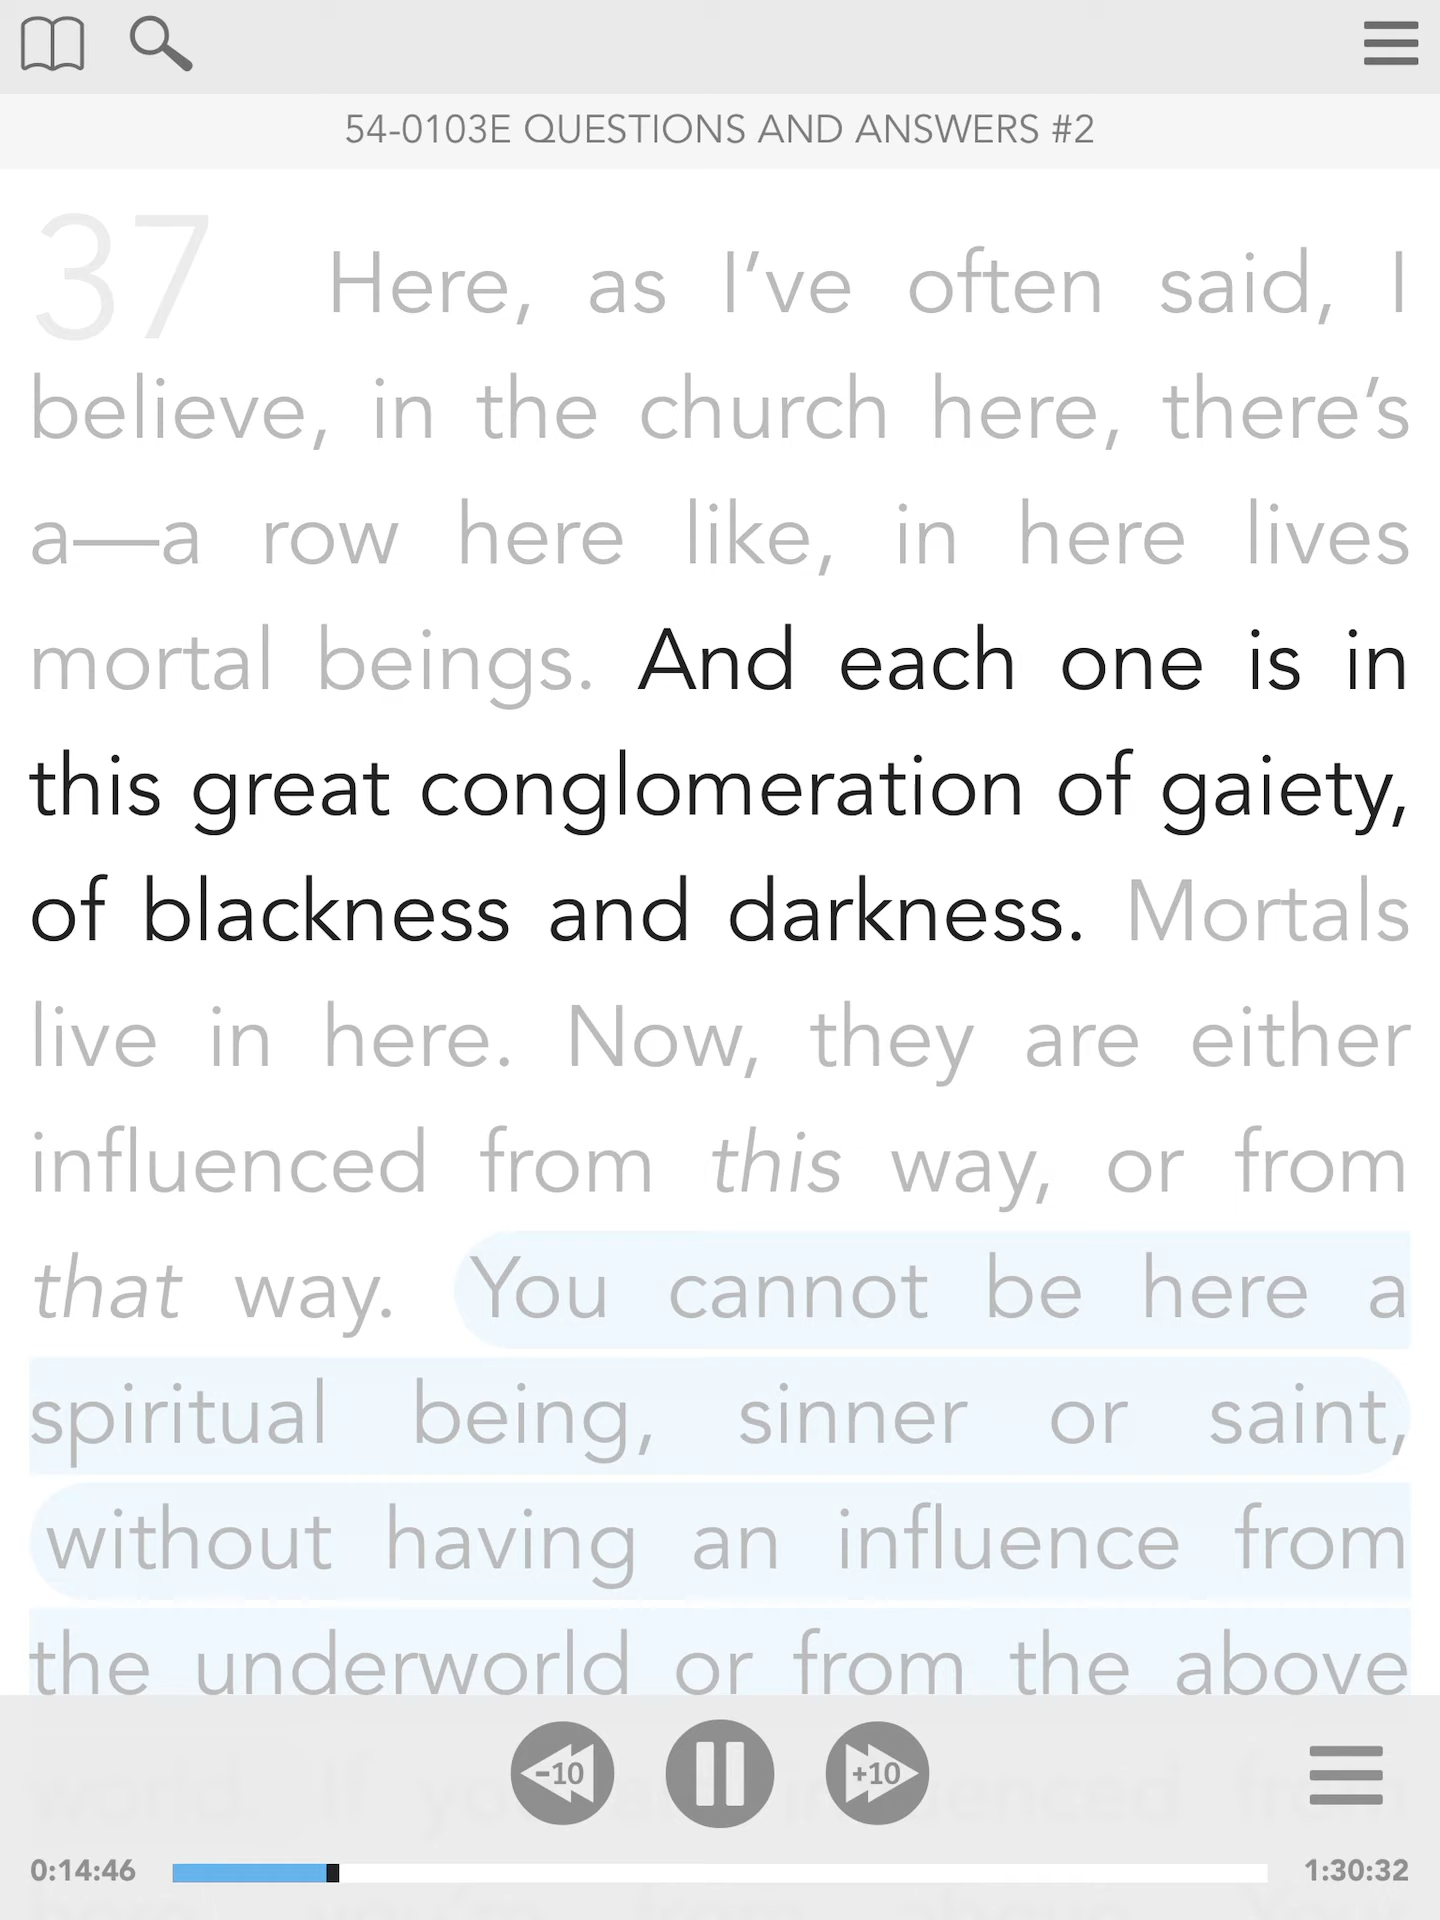 54-0103E QUESTIONS AND ANSWERS #2
37 Here, as I’ve often said, I
believe, in the church here, there’s
a—a row here like, in here lives
mortal beings. And each one is in
this great conglomeration of gaiety,
of blackness and darkness. Mortals
live in here. Now, they are either
influenced from this way, or from
that way. You cannot be here a
spiritual being, sinner or saint,
without having an influence from
the underworld or from the above
-10 +10
0:14:46 1:30:32